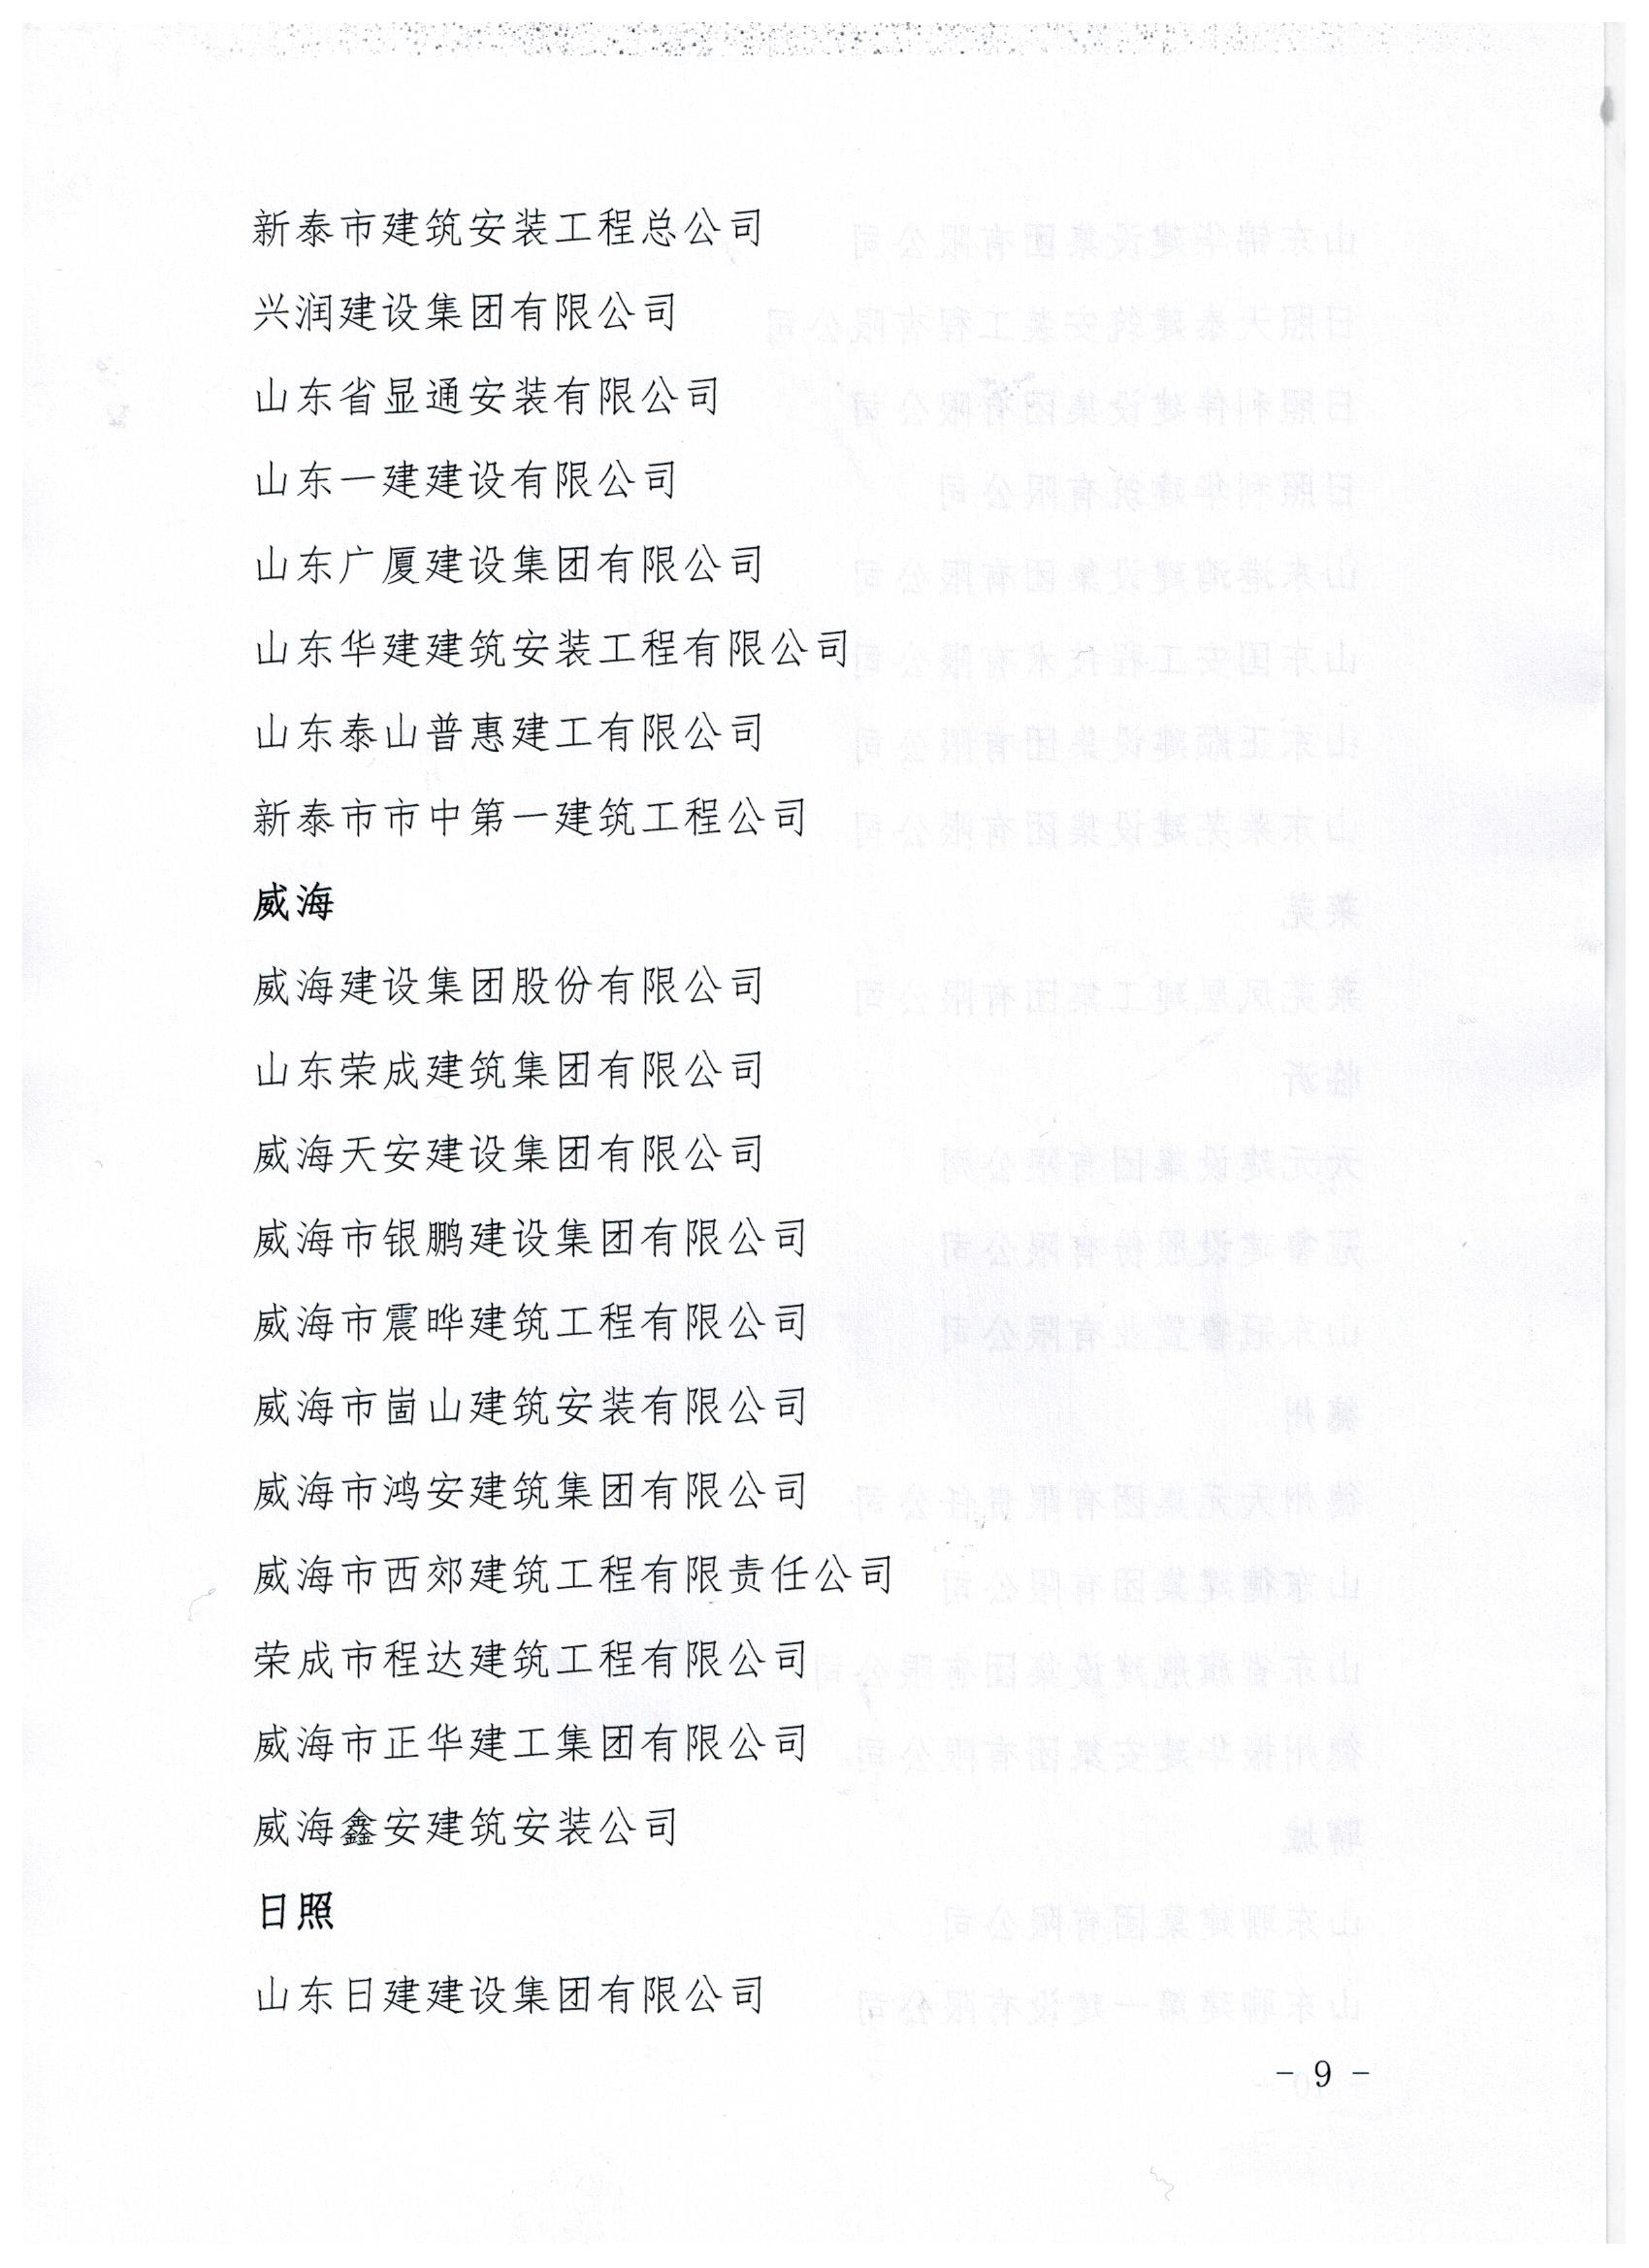 新泰市建筑安装工程总公司
兴润建设集团有限公司
山东省显通安装有限公司
山东一建建设有限公司
山东广厦建设集团有限公司
山东华建建筑安装工程有限公司
山东泰山普惠建工有限公司
新泰市市中第一建筑工程公司
威海
威海建设集团股份有限公司
山东荣成建筑集团有限公司
威海天安建设集团有限公司
威海市银鹏建设集团有限公司
威海市震晔建筑工程有限公司
威海市崮山建筑安装有限公司
威海市鸿安建筑集团有限公司
威海市西郊建筑工程有限责任公司
荣成市程达建筑工程有限公司
威海市正华建工集团有限公司
威海鑫安建筑安装公司
日照
山东日建建设集团有限公司
- 9 -